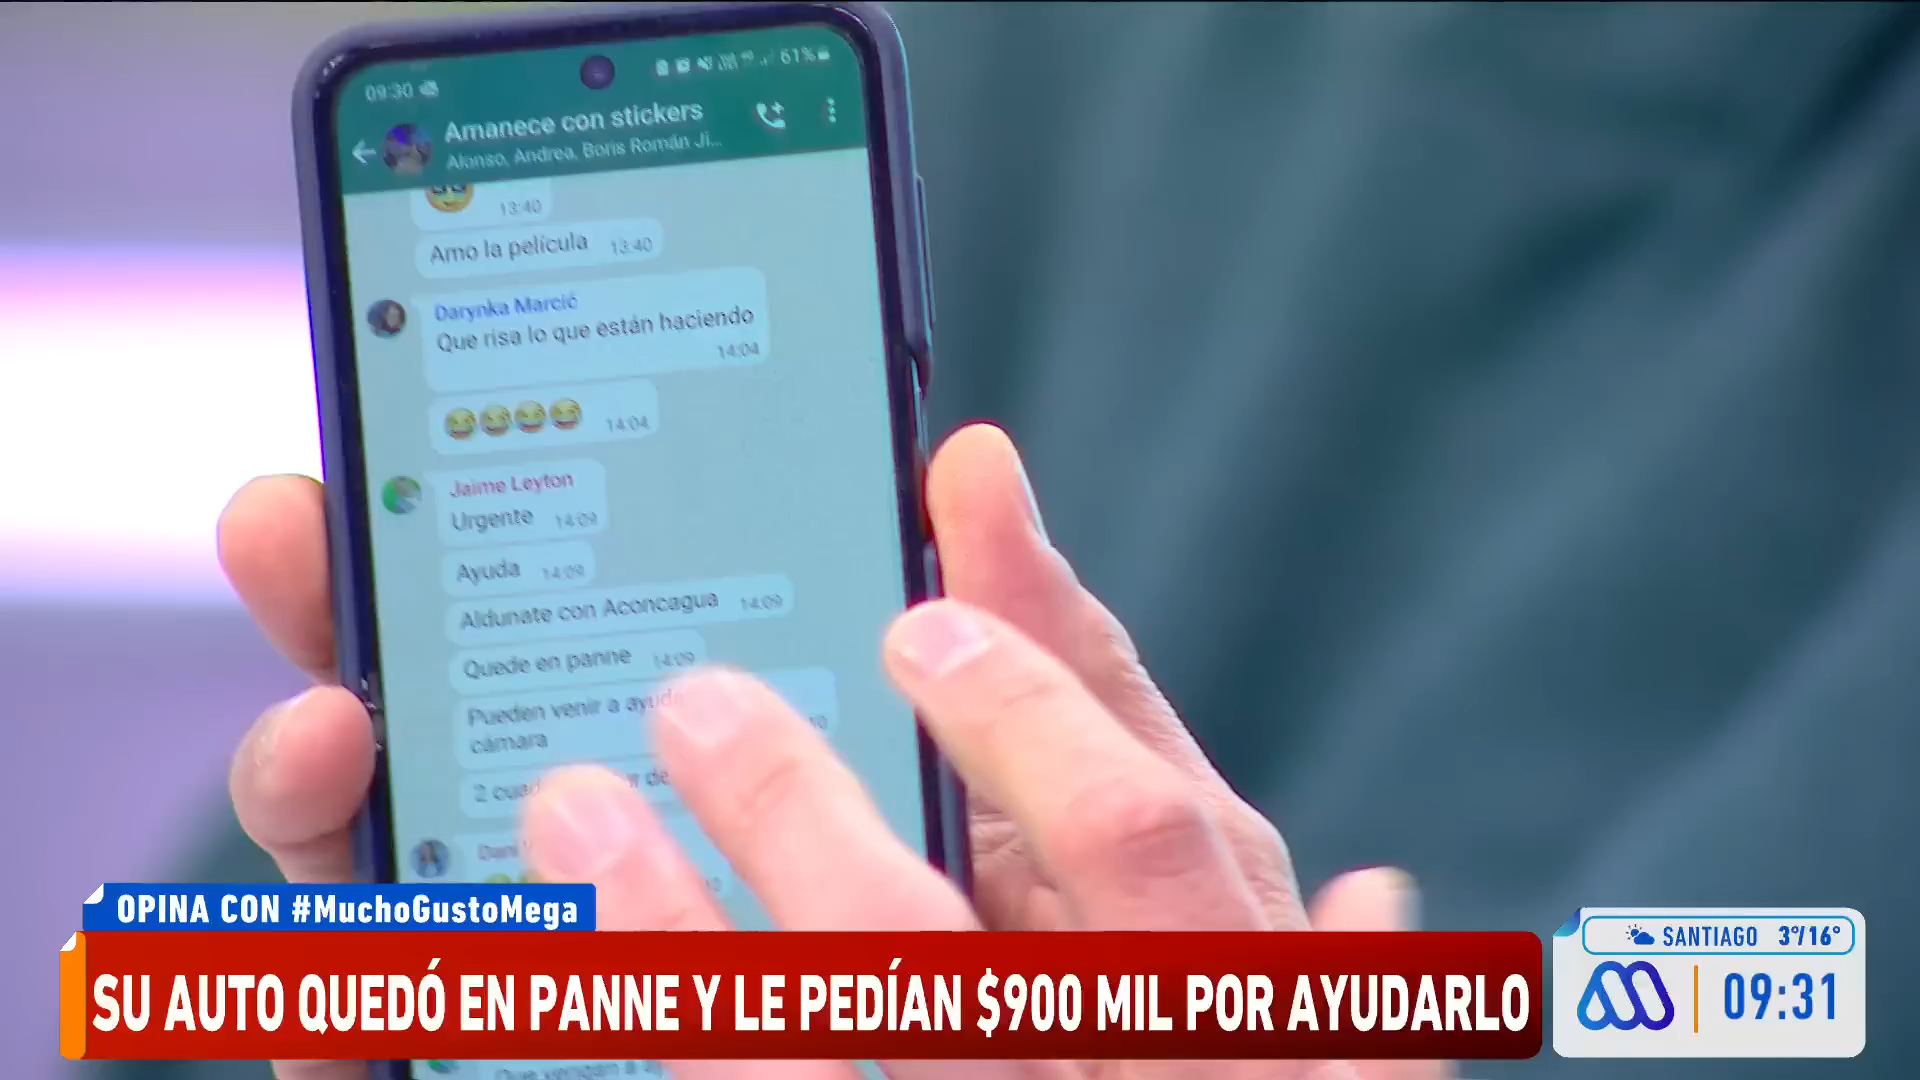 09:30
61%
Amanece con stickers
Alonso, Andrea, Boris Román Ji...
13:40
Amo la película 13:40
Darynka Marcić
Que risa lo que están haciendo
14:04
14:04
Jaime Leyton
Urgente 14:09
Ayuda 14:09
Aldunate con Aconcagua 14:09
Quede en panne 14:09
Pueden venir a
cámara
2
OPINA CON #MuchoGustoMega
SU AUTO QUEDÓ EN PANNE Y LE PEDÍAN $900 MIL POR AYUDARLO
SANTIAGO 3°/16°
09:31
Que vengan a